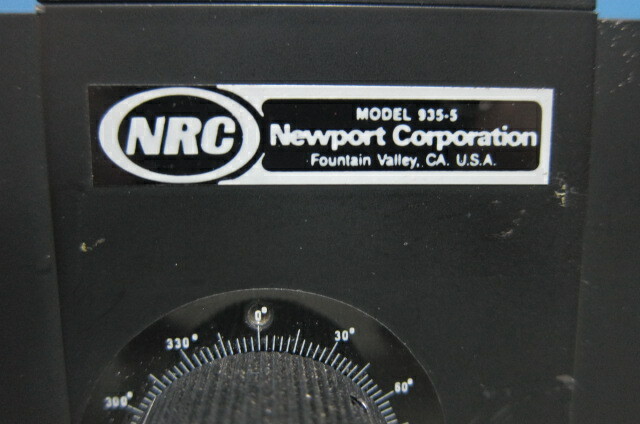 NRC
MODEL 935-5
Newport Corporation
Fountain Valley, CA. U.S.A.
300° 330° 0° 30° 60°